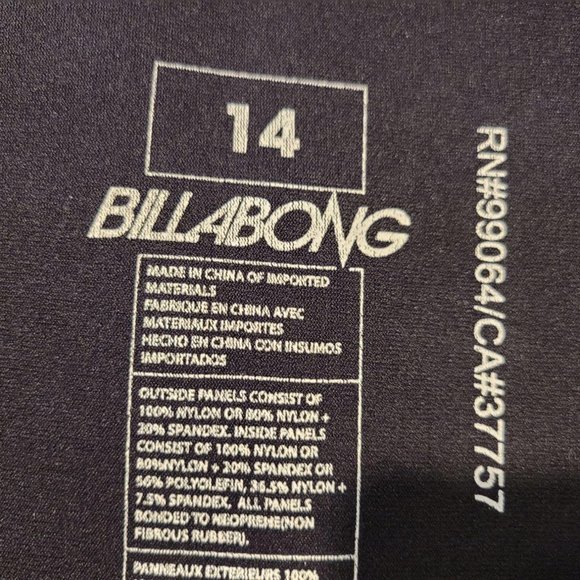 14
BILLABONG
MADE IN CHINA OF IMPORTED
MATERIALS
FABRIQUE EN CHINA AVEC
MATERIAUX IMPORTES
HECHO EN CHINA CON INSUMOS
IMPORTADOS
OUTSIDE PANELS CONSIST OF
100% NYLON OR 80% NYLON +
20% SPANDEX. INSIDE PANELS
CONSIST OF 100% NYLON OR
80%NYLON + 20% SPANDEX OR
56% POLYOLEFIN, 36.5% NYLON +
7.5% SPANDEX. ALL PANELS
BONDED TO NEOPRENE(NON
FIBROUS RUBBER).
PANNEAUX EXTERIEURS 100%
RN#99064/CA#37757